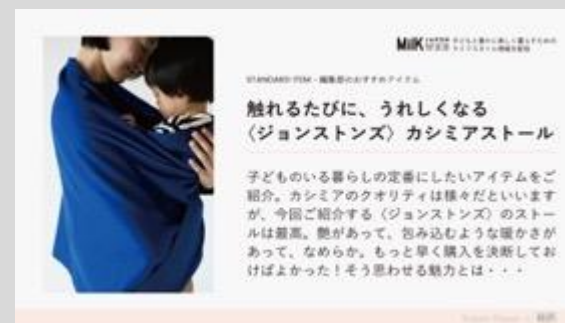 MilK
STANDARD ITEM - 編集部のおすすめアイテム
触れるたびに、うれしくなる
〈ジョンストンズ〉カシミアストール
子どものいる暮らしの定番にしたいアイテムをご
紹介。カシミアのクオリティは様々だといいます
が、今回ご紹介する〈ジョンストンズ〉のストー
ルは最高。艶があって、包み込むような暖かさが
あって、なめらか。もっと早く購入を決断してお
けばよかった！そう思わせる魅力とは・・・
MilK